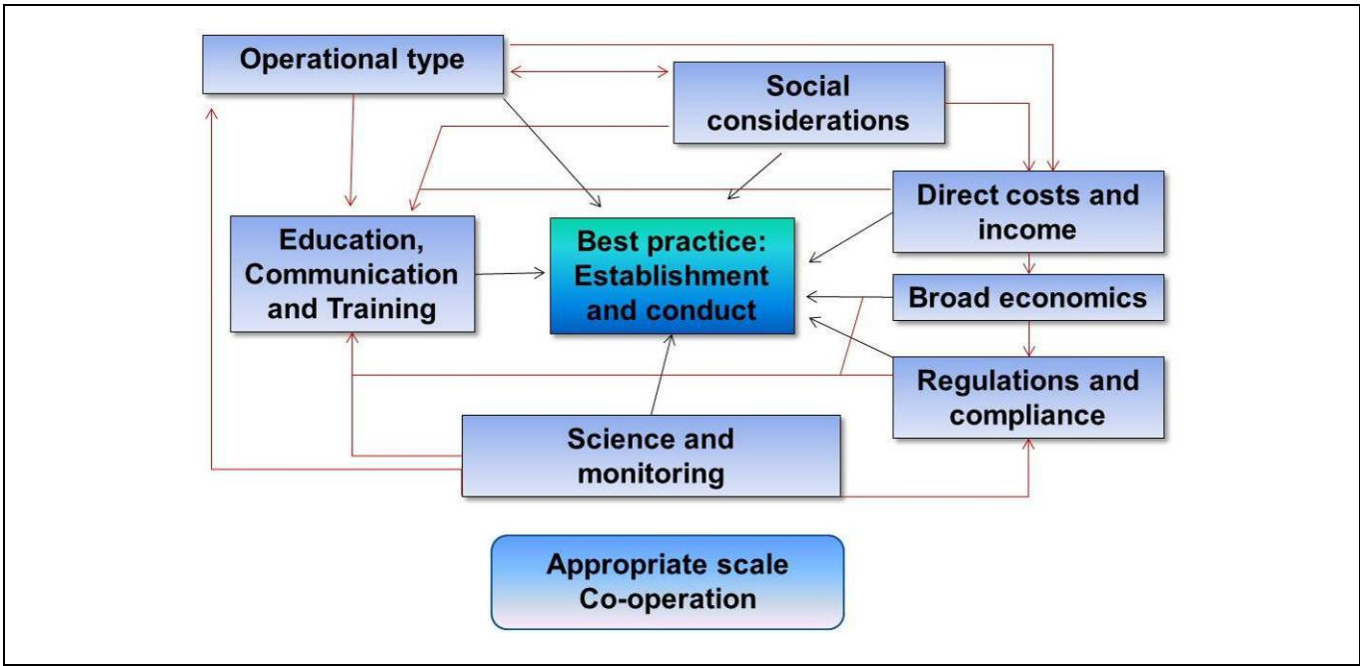 Operational type
Social
considerations
Direct costs and
income
Education,
Communication
and Training
Best practice:
Establishment
and conduct
Broad economics
Regulations and
compliance
Science and
monitoring
Appropriate scale
Co-operation